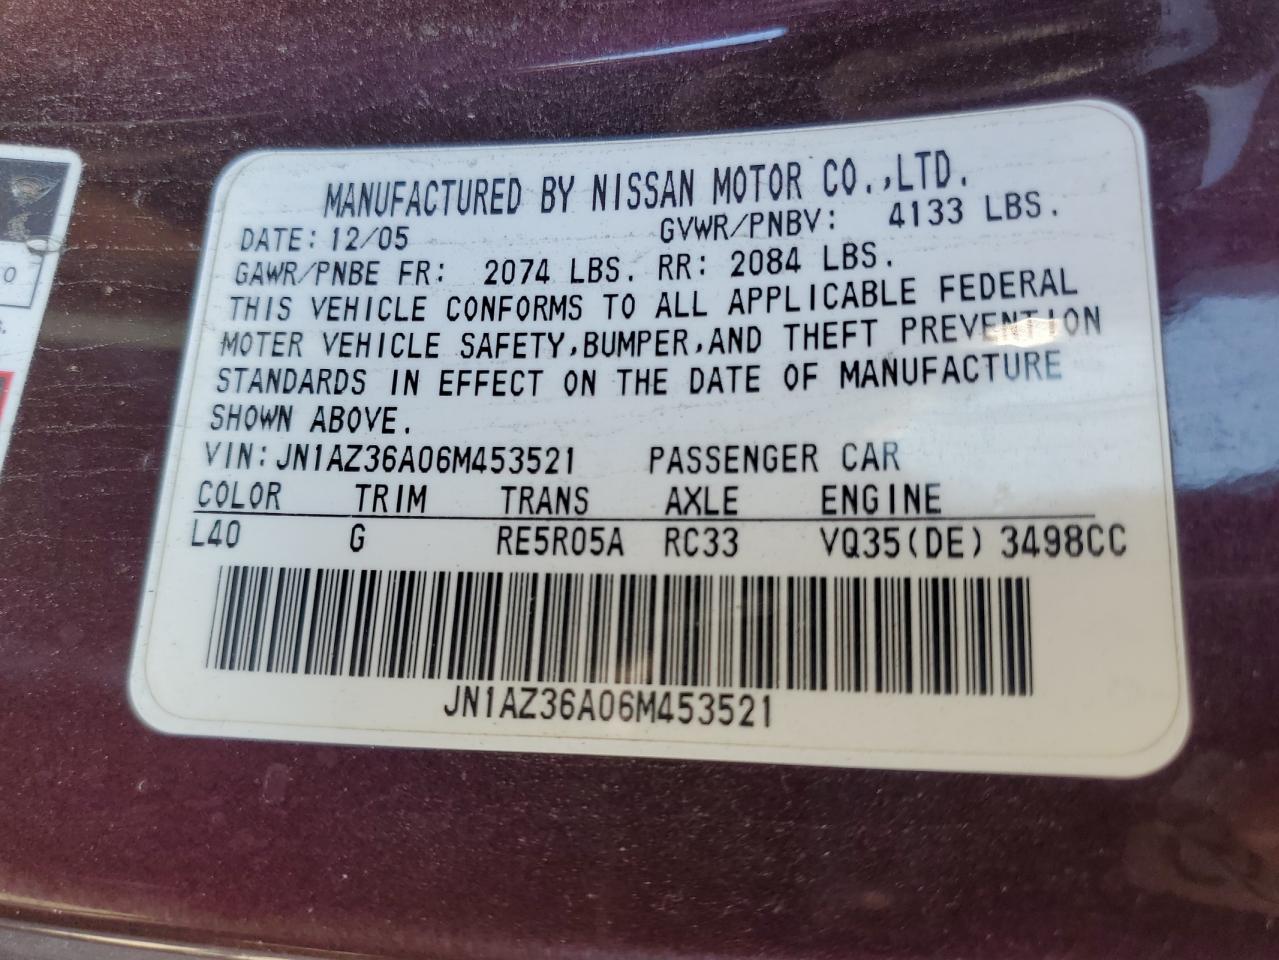 MANUFACTURED BY NISSAN MOTOR CO.,LTD.
DATE: 12/05 GVWR/PNBV: 4133 LBS.
GAWR/PNBE FR: 2074 LBS. RR: 2084 LBS.
THIS VEHICLE CONFORMS TO ALL APPLICABLE FEDERAL
MOTER VEHICLE SAFETY,BUMPER,AND THEFT PREVENTION
STANDARDS IN EFFECT ON THE DATE OF MANUFACTURE
SHOWN ABOVE.
VIN:JN1AZ36A06M453521 PASSENGER CAR
COLOR TRIM TRANS AXLE ENGINE
L40 G RE5R05A RC33 VQ35(DE) 3498CC
JN1AZ36A06M453521